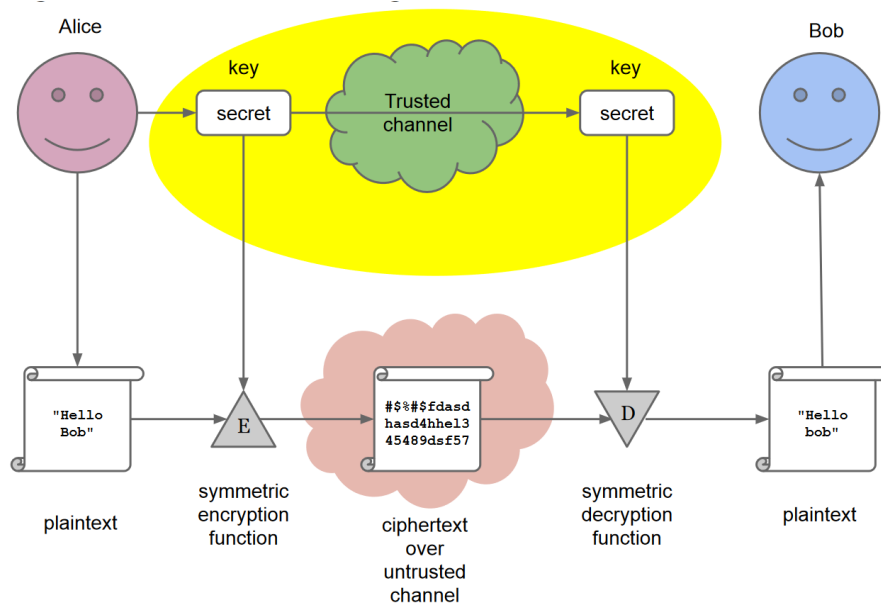 Alice
Bob
key
key
secret
Trusted
channel
secret
"Hello
Bob"
E
#$%#$fdasd
hasd4hhel3
45489dsf57
D
"Hello
bob"
plaintext
symmetric
encryption
function
ciphertext
over
untrusted
channel
symmetric
decryption
function
plaintext